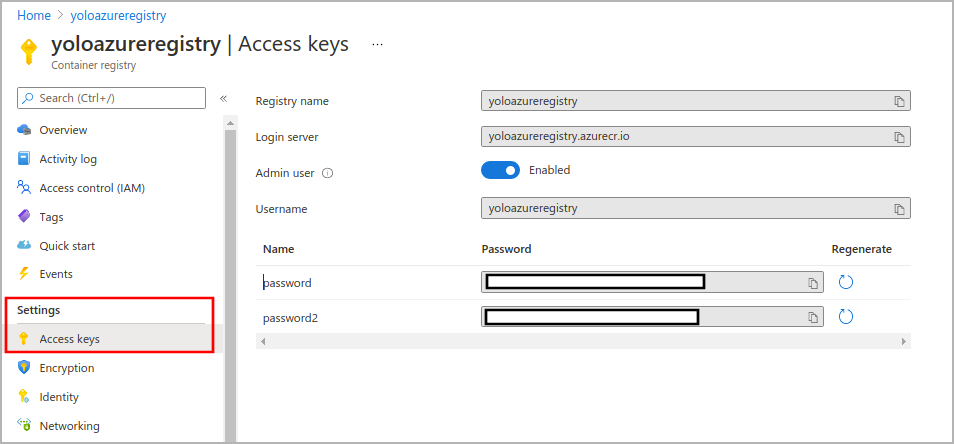 Home > yoloazureregistry
yoloazureregistry | Access keys ...
Container registry
Search (Ctrl+/)
«
Overview
Activity log
Access control (IAM)
Tags
Quick start
Events
Settings
Access keys
Encryption
Identity
Networking
Registry name yoloazureregistry
Login server yoloazureregistry.azurecr.io
Admin user Enabled
Username yoloazureregistry
Name Password Regenerate
password
password2